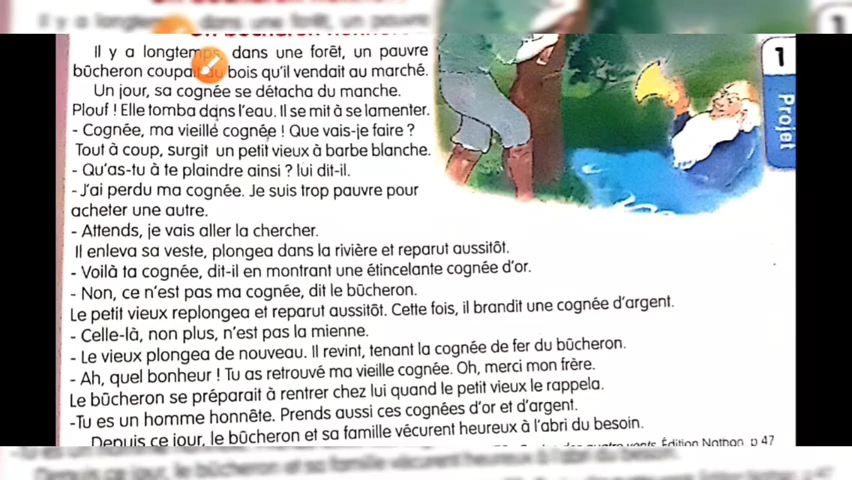 Un bûcheron honnête
Il y a longtemps, dans une forêt, un pauvre
bûcheron coupait du bois qu'il vendait au marché.
Un jour, sa cognée se détacha du manche.
Plouf ! Elle tomba dans l'eau. Il se mit à se lamenter.
- Cognée, ma vieille cognée ! Que vais-je faire ?
Tout à coup, surgit un petit vieux à barbe blanche.
- Qu'as-tu à te plaindre ainsi ? lui dit-il.
- J'ai perdu ma cognée. Je suis trop pauvre pour
acheter une autre.
- Attends, je vais aller la chercher.
Il enleva sa veste, plongea dans la rivière et reparut aussitôt.
- Voilà ta cognée, dit-il en montrant une étincelante cognée d'or.
- Non, ce n'est pas ma cognée, dit le bûcheron.
Le petit vieux replongea et reparut aussitôt. Cette fois, il brandit une cognée d'argent.
- Celle-là, non plus, n'est pas la mienne.
- Le vieux plongea de nouveau. Il revint, tenant la cognée de fer du bûcheron.
- Ah, quel bonheur ! Tu as retrouvé ma vieille cognée. Oh, merci mon frère.
Le bûcheron se préparait à rentrer chez lui quand le petit vieux le rappela.
-Tu es un homme honnête. Prends aussi ces cognées d'or et d'argent.
Depuis ce jour, le bûcheron et sa famille vécurent heureux à l'abri du besoin.
quatre vents, Édition Nathan, p 47
1
Projet